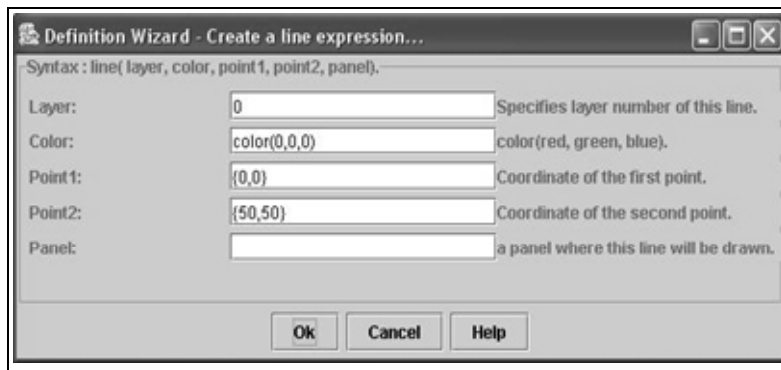 Definition Wizard - Create a line expression...
Syntax : line( layer, color, point1, point2, panel).
Layer: 0 Specifies layer number of this line.
Color: color(0,0,0) color(red, green, blue).
Point1: {0,0} Coordinate of the first point.
Point2: {50,50} Coordinate of the second point.
Panel: a panel where this line will be drawn.
Ok Cancel Help